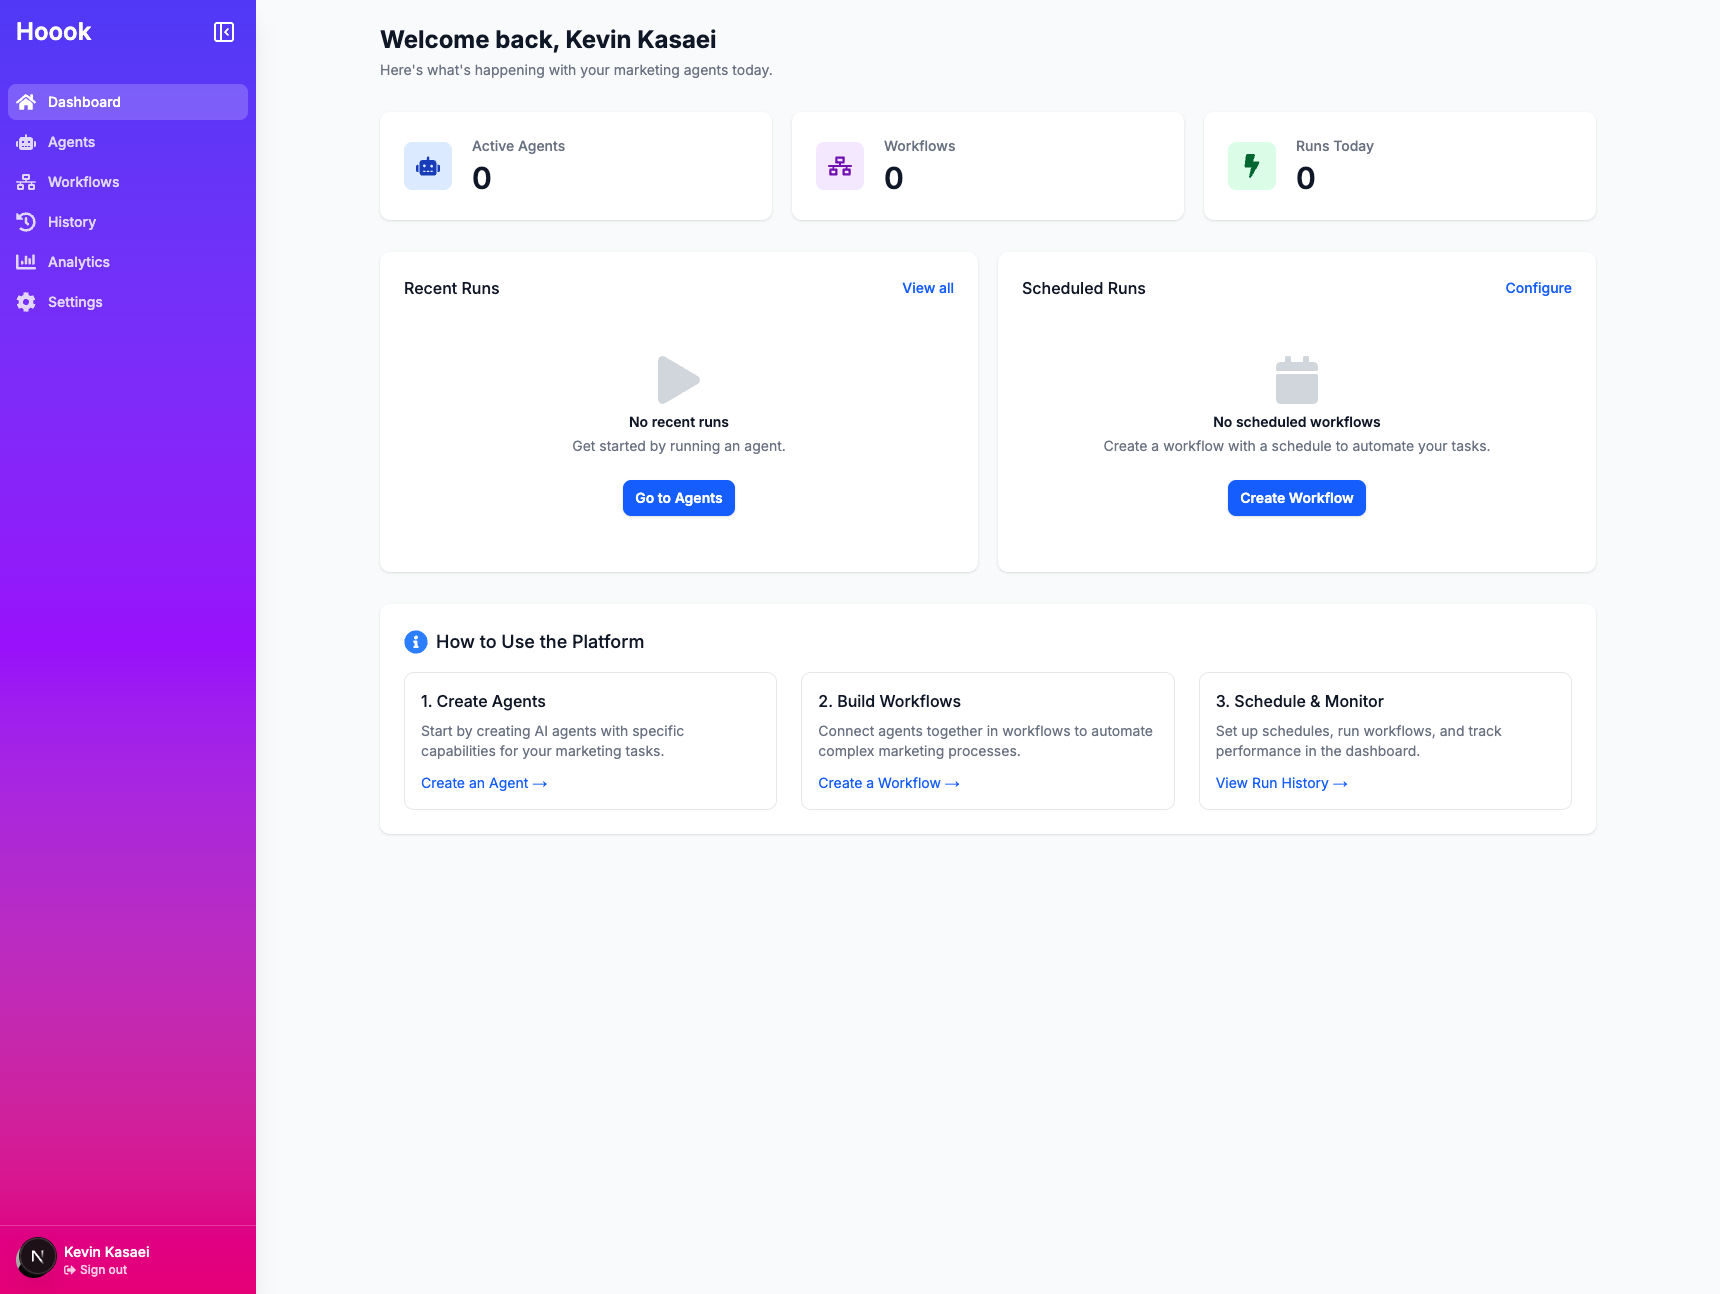 Hoook
Dashboard
Agents
Workflows
History
Analytics
Settings
Welcome back, Kevin Kasaei
Here's what's happening with your marketing agents today.
Active Agents
0
Workflows
0
Runs Today
0
Recent Runs
View all
No recent runs
Get started by running an agent.
Go to Agents
Scheduled Runs
Configure
No scheduled workflows
Create a workflow with a schedule to automate your tasks.
Create Workflow
How to Use the Platform
1. Create Agents
Start by creating AI agents with specific
capabilities for your marketing tasks.
Create an Agent →
2. Build Workflows
Connect agents together in workflows to automate
complex marketing processes.
Create a Workflow →
3. Schedule & Monitor
Set up schedules, run workflows, and track
performance in the dashboard.
View Run History →
N
Kevin Kasaei
Sign out